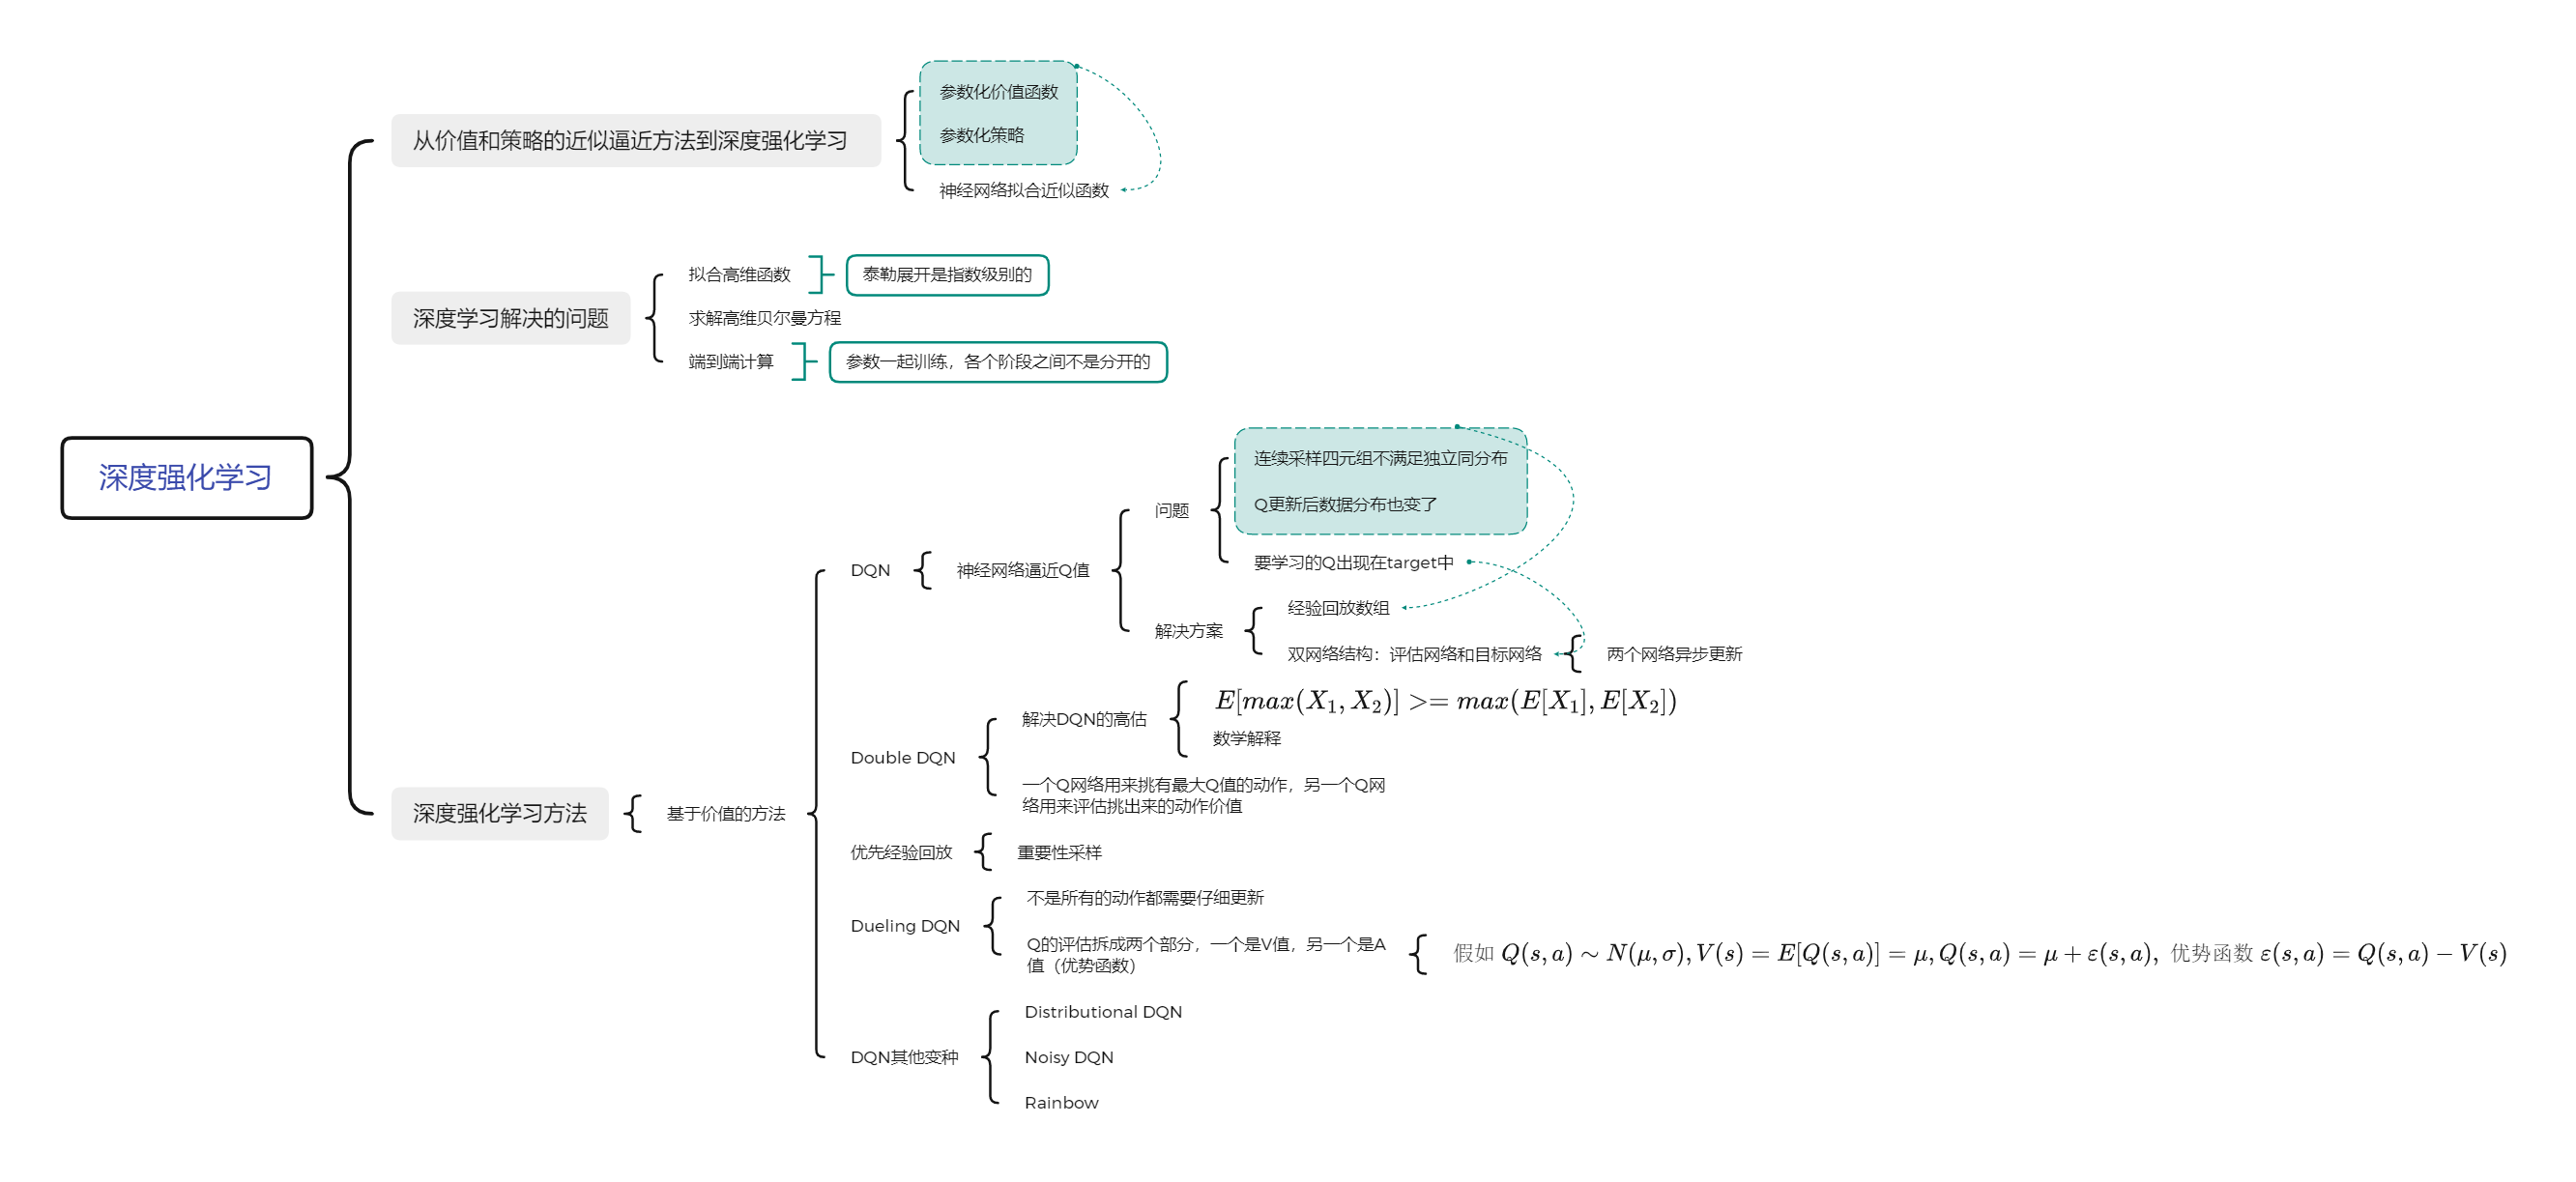 深度强化学习
从价值和策略的近似逼近方法到深度强化学习
参数化价值函数
参数化策略
神经网络拟合近似函数
深度学习解决的问题
拟合高维函数
泰勒展开是指数级别的
求解高维贝尔曼方程
端到端计算
参数一起训练，各个阶段之间不是分开的
深度强化学习方法
基于价值的方法
DQN
神经网络逼近Q值
问题
连续采样四元组不满足独立同分布
Q更新后数据分布也变了
要学习的Q出现在target中
解决方案
经验回放数组
双网络结构：评估网络和目标网络
两个网络异步更新
Double DQN
解决DQN的高估
E[max(X₁, X₂)] >= max(E[X₁], E[X₂])
数学解释
一个Q网络用来挑有最大Q值的动作，另一个Q网
络用来评估挑出来的动作价值
优先经验回放
重要性采样
Dueling DQN
不是所有的动作都需要仔细更新
Q的评估拆成两个部分，一个是V值，另一个是A
值（优势函数）
假如 Q(s, a) ∼ N(μ, σ), V(s) = E[Q(s, a)] = μ, Q(s, a) = μ + ε(s, a)，优势函数 ε(s, a) = Q(s, a) − V(s)
DQN其他变种
Distributional DQN
Noisy DQN
Rainbow